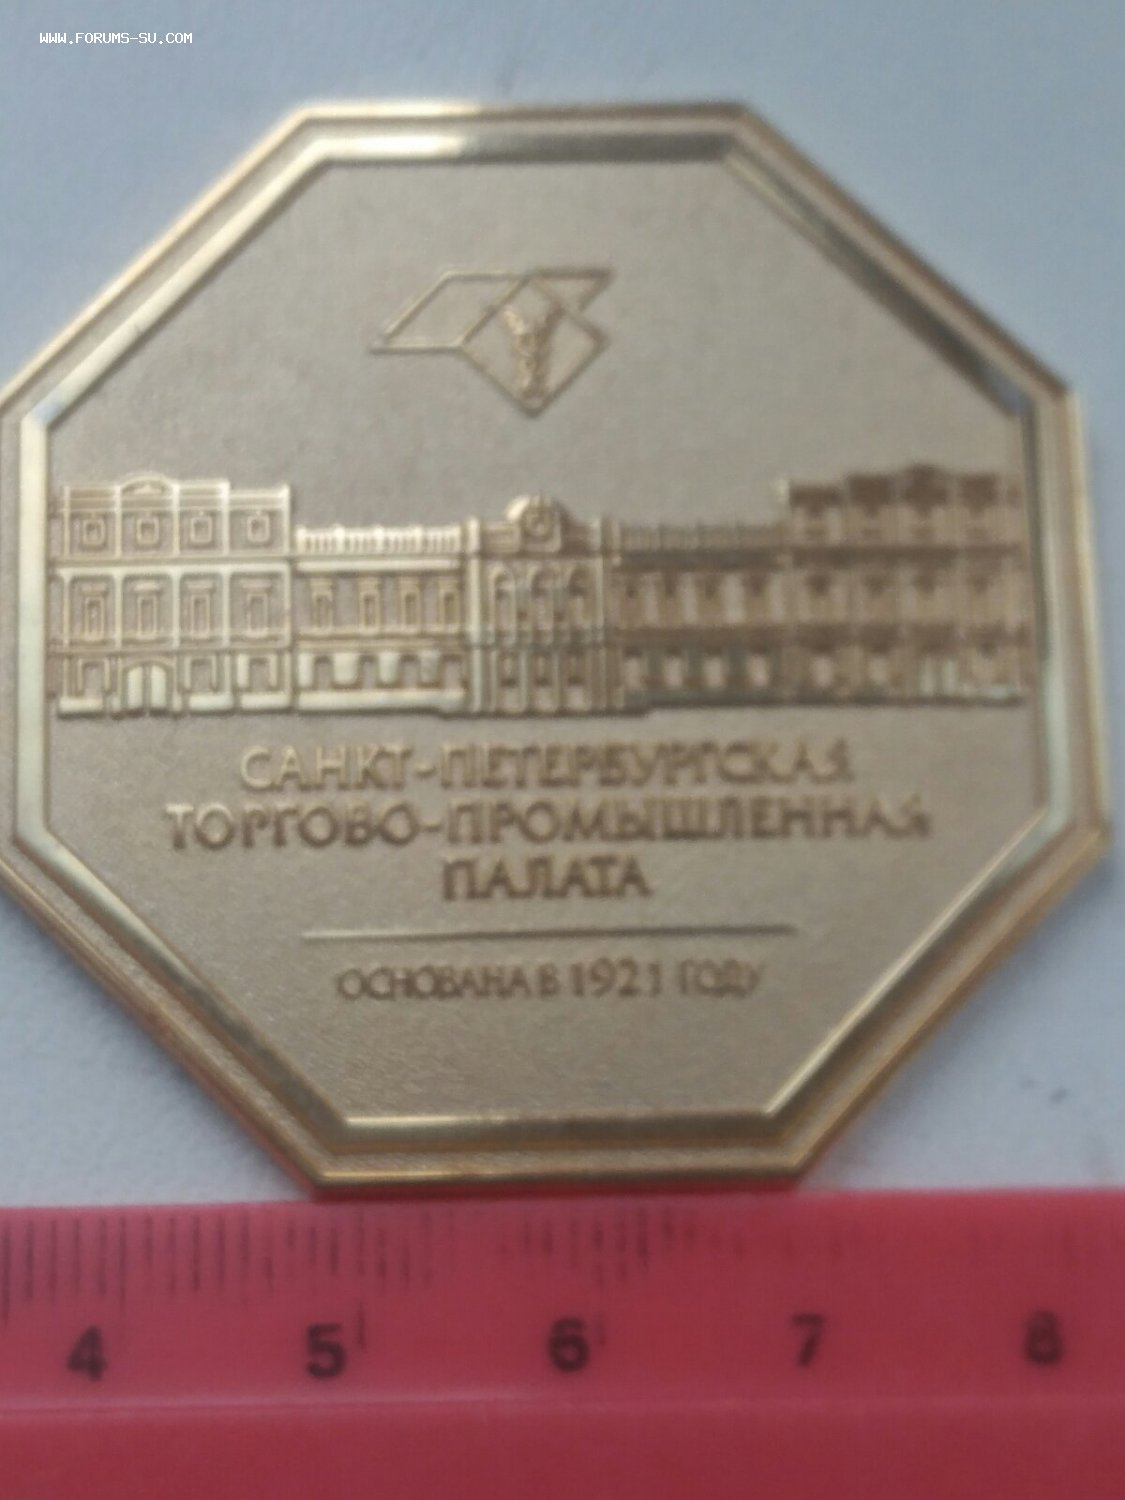 WWW.FORUMS-SU.COM
САНКТ-ПЕТЕРБУРГСКАЯ
ТОРГОВО-ПРОМЫШЛЕННАЯ
ПАЛАТА
ОСНОВАНА В 1921 ГОДУ
4 5 6 7 8